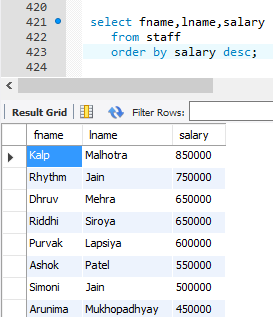 420
421 select fname,lname,salary
422 from staff
423 order by salary desc;
424
Result Grid Filter Rows:
fname lname salary
Kalp Malhotra 850000
Rhythm Jain 750000
Dhruv Mehra 650000
Riddhi Siroya 650000
Purvak Lapsiya 600000
Ashok Patel 550000
Simoni Jain 500000
Arunima Mukhopadhyay 450000